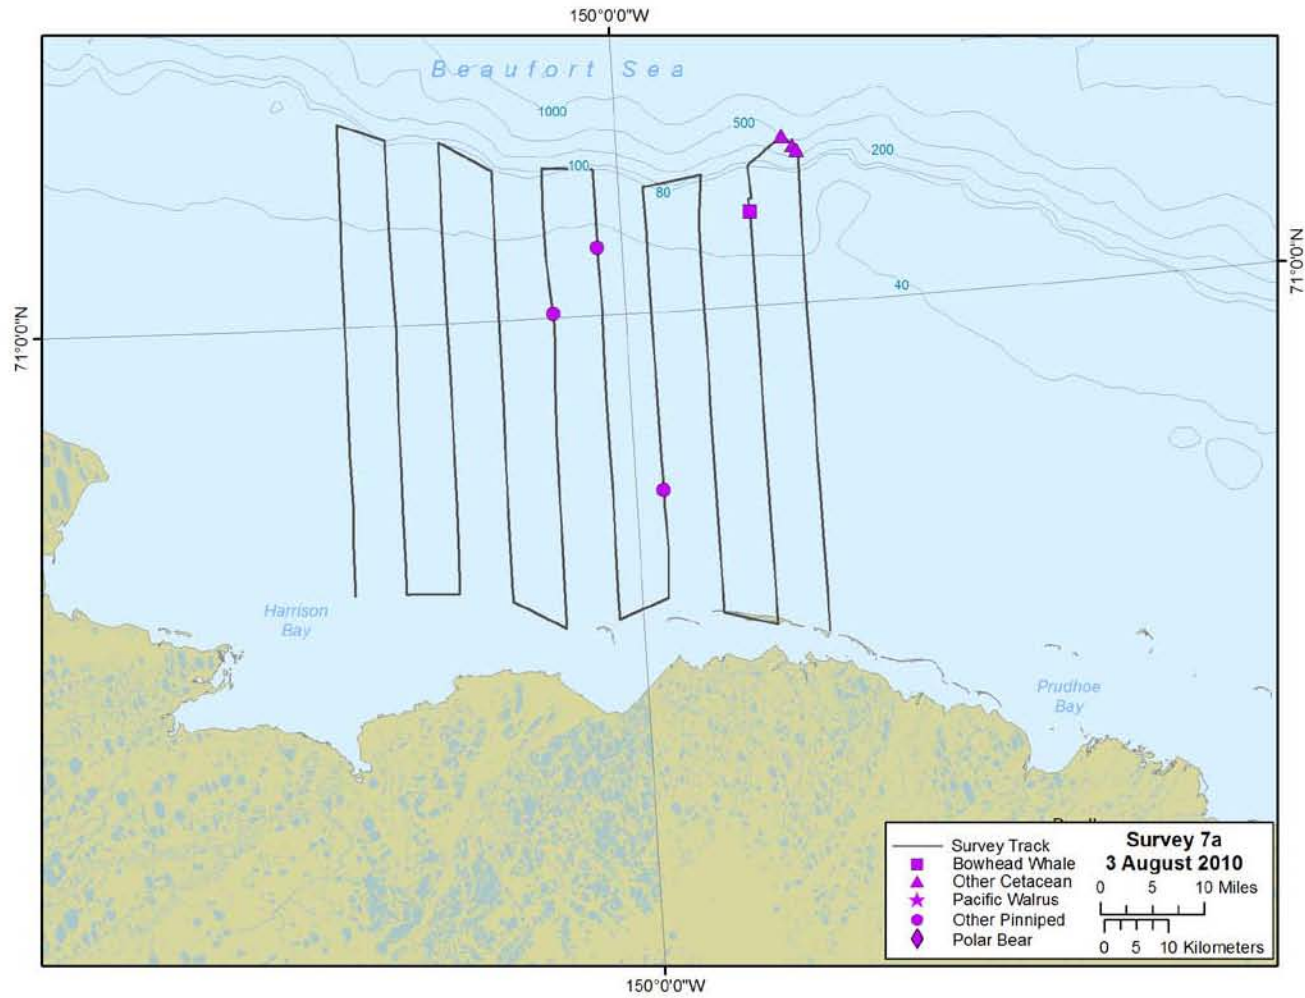 150°0'0"W
Beaufort Sea
1000
500
200
100
80
71°0'0"N
40
71°0'0"N
Harrison
Bay
Prudhoe
Bay
Survey 7a
3 August 2010
Survey Track
Bowhead Whale
Other Cetacean
Pacific Walrus
Other Pinniped
Polar Bear
0 5 10 Miles
0 5 10 Kilometers
150°0'0"W